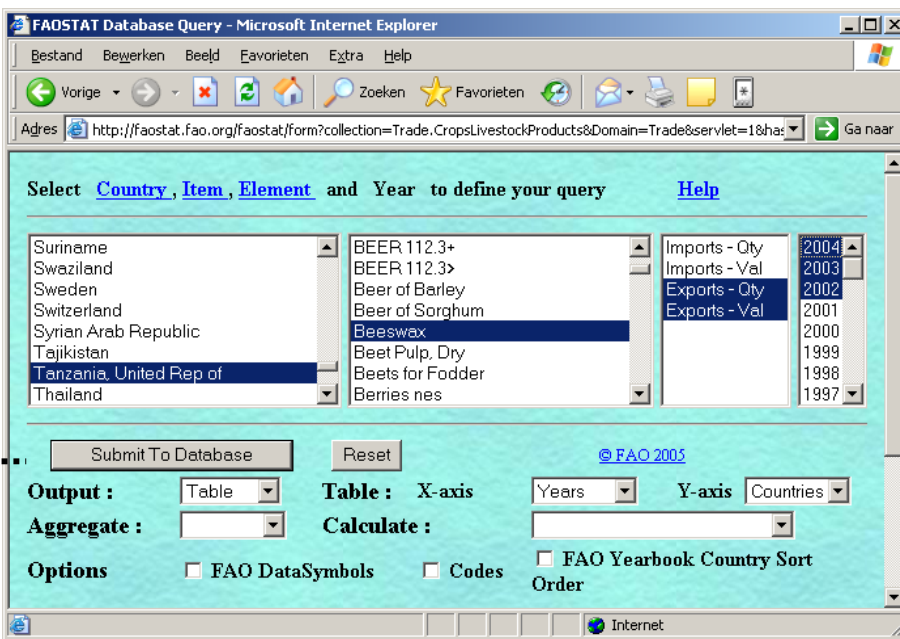 FAOSTAT Database Query - Microsoft Internet Explorer
Bestand Bewerken Beeld Favorieten Extra Help
Vorige Zoeken Favorieten
Adres http://faostat.fao.org/faostat/form?collection=Trade.CropsLivestockProducts&Domain=Trade&servlet=1&has Ga naar
Select Country , Item , Element and Year to define your query Help
Suriname
Swaziland
Sweden
Switzerland
Syrian Arab Republic
Tajikistan
Tanzania, United Rep of
Thailand
BEER 112.3+
BEER 112.3>
Beer of Barley
Beer of Sorghum
Beeswax
Beet Pulp, Dry
Beets for Fodder
Berries nes
Imports - Qty
Imports - Val
Exports - Qty
Exports - Val
2004
2003
2002
2001
2000
1999
1998
1997
Submit To Database Reset © FAO 2005
Output : Table Table : X-axis Years Y-axis Countries
Aggregate : Calculate :
Options FAO DataSymbols Codes FAO Yearbook Country Sort
Order
Internet